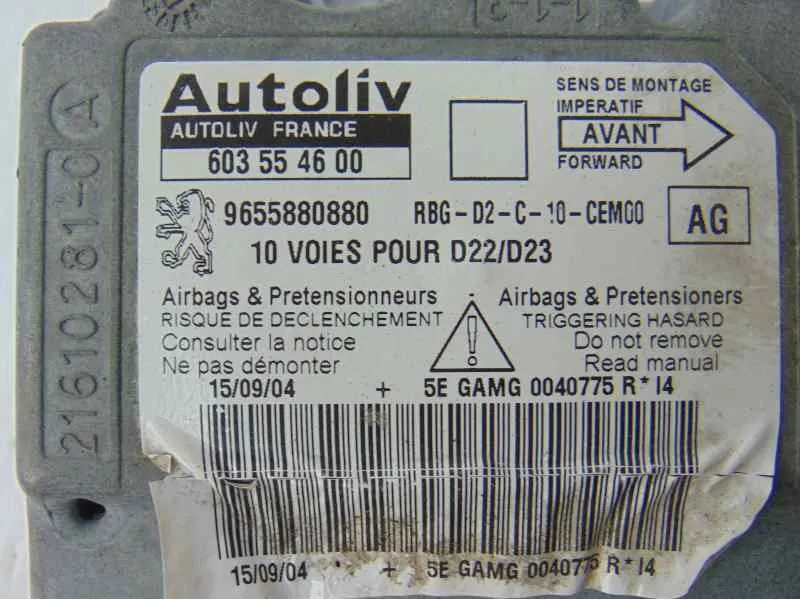 Autoliv
AUTOLIV FRANCE
603 55 46 00
SENS DE MONTAGE
IMPERATIF
AVANT
FORWARD
9655880880 RBG-D2-C-10-CEM00
AG
10 VOIES POUR D22/D23
Airbags & Pretensionneurs
RISQUE DE DECLENCHEMENT
Consulter la notice
Ne pas démonter
Airbags & Pretensioners
TRIGGERING HASARD
Do not remove
Read manual
15/09/04 + 5E GAMG 0040775 R*14
15/09/04 + 5E GAMG 0040775 R*14
21610281-0 A